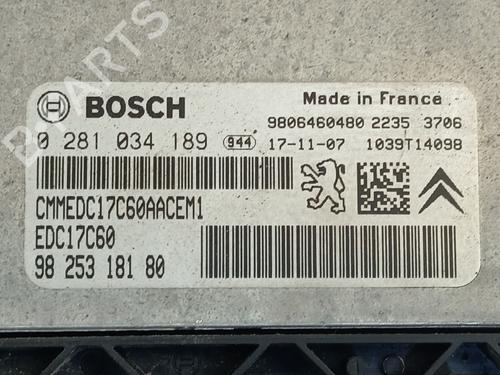 BOSCH
Made in France
9806460480 2235 3706
0 281 034 189 944 17-11-07 1039T14098
CMMEDC17C60AACEM1
EDC17C60
98 253 181 80